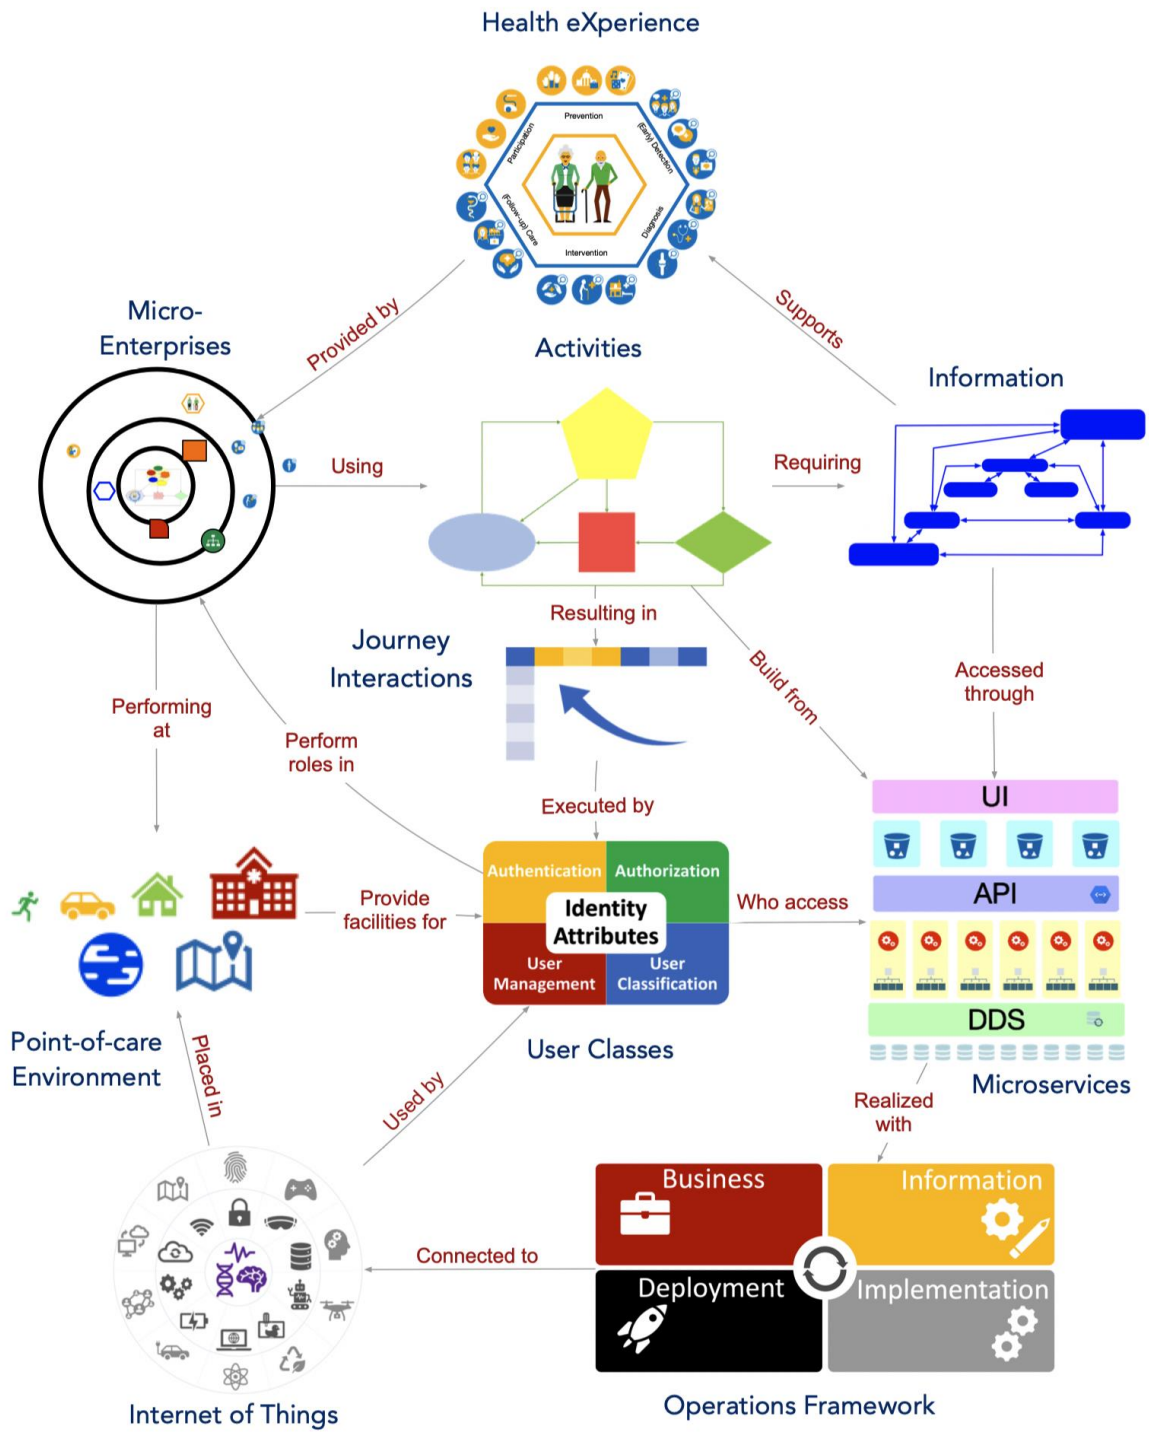 Health eXperience
Prevention
Participation
(Early) Detection
(Follow-up) Care
Diagnosis
Intervention
Provided by
Supports
Micro-
Enterprises
Activities
Information
Using
Requiring
Resulting in
Journey
Interactions
Build from
Accessed
through
Performing
at
Perform
roles in
Executed by
UI
API
DDS
Microservices
Authentication
Authorization
Identity
Attributes
User
Management
User
Classification
User Classes
Provide
facilities for
Who access
Point-of-care
Environment
Placed in
Used by
Realized
with
Business
Information
Deployment
Implementation
Connected to
Internet of Things
Operations Framework